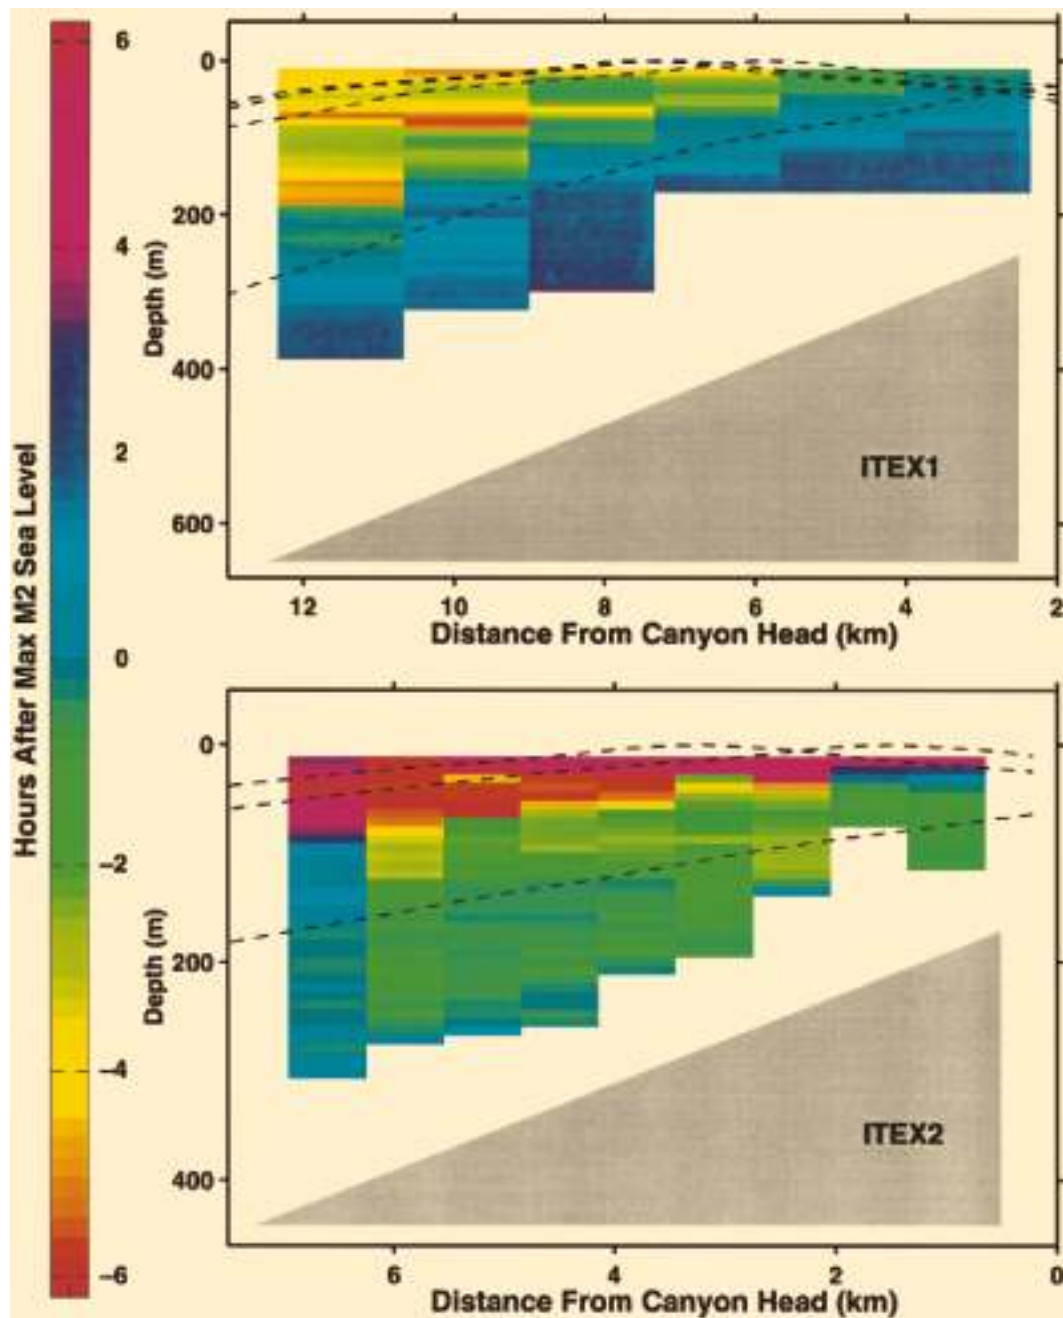 6
4
2
0
-2
-4
-6
Hours After Max M2 Sea Level
0
200
400
600
Depth (m)
ITEX1
12 10 8 6 4 2
Distance From Canyon Head (km)
0
200
400
Depth (m)
ITEX2
6 4 2 0
Distance From Canyon Head (km)